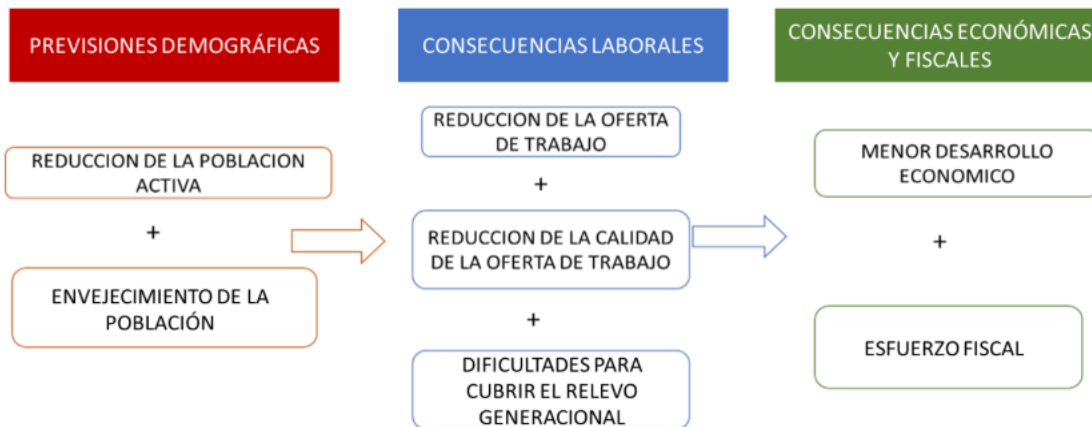 PREVISIONES DEMOGRÁFICAS
REDUCCION DE LA POBLACION
ACTIVA
+
ENVEJECIMIENTO DE LA
POBLACIÓN
CONSECUENCIAS LABORALES
REDUCCION DE LA OFERTA
DE TRABAJO
+
REDUCCION DE LA CALIDAD
DE LA OFERTA DE TRABAJO
+
DIFICULTADES PARA
CUBRIR EL RELEVO
GENERACIONAL
CONSECUENCIAS ECONÓMICAS
Y FISCALES
MENOR DESARROLLO
ECONOMICO
+
ESFUERZO FISCAL